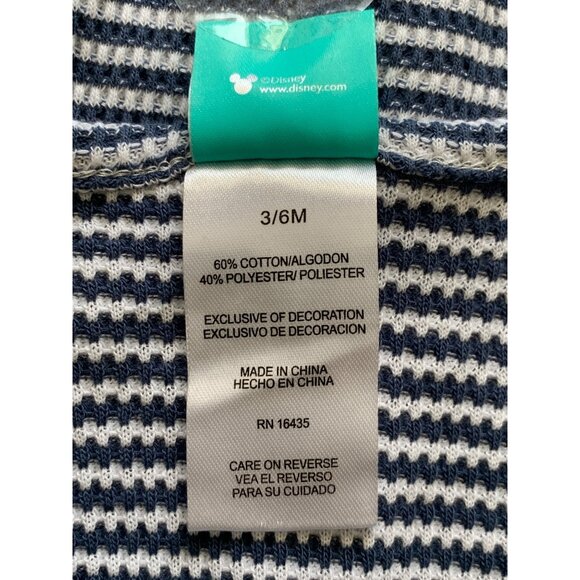 ©Disney
www.disney.com
3/6M
60% COTTON/ALGODON
40% POLYESTER/ POLIESTER
EXCLUSIVE OF DECORATION
EXCLUSIVO DE DECORACION
MADE IN CHINA
HECHO EN CHINA
RN 16435
CARE ON REVERSE
VEA EL REVERSO
PARA SU CUIDADO